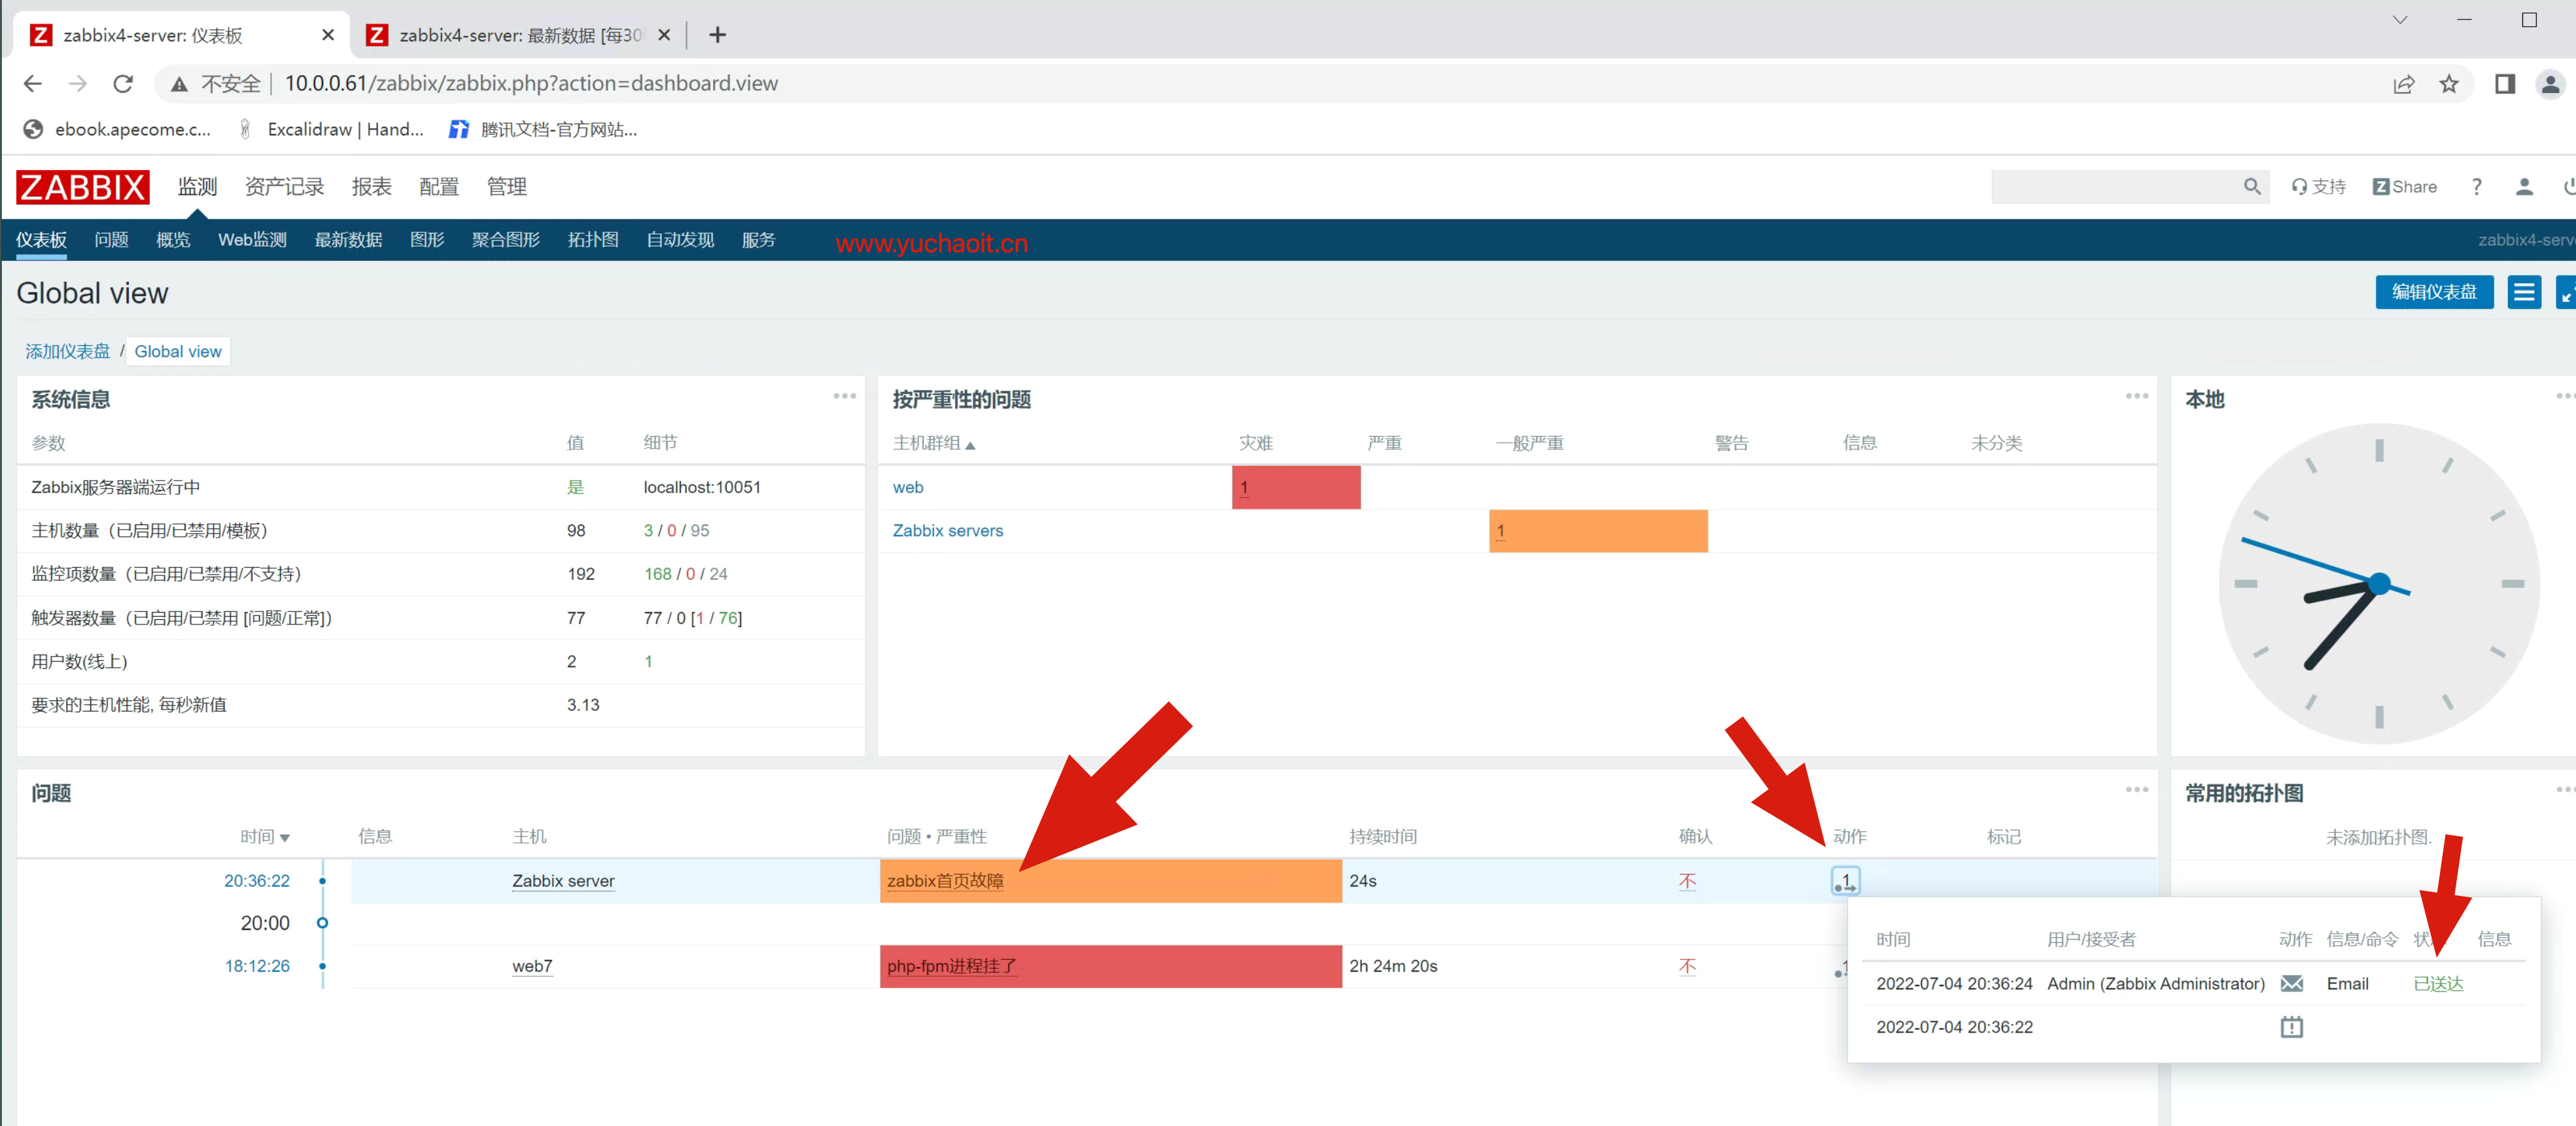 zabbix4-server: 仪表板
zabbix4-server: 最新数据 [每30
不安全 | 10.0.0.61/zabbix/zabbix.php?action=dashboard.view
ebook.apecome.c... Excalidraw | Hand... 腾讯文档-官方网站...
ZABBIX 监测 资产记录 报表 配置 管理 支持 Z Share ?
仪表板 问题 概览 Web监测 最新数据 图形 聚合图形 拓扑图 自动发现 服务 www.yuchaoit.cn zabbix4-serv
Global view 编辑仪表盘
添加仪表盘 / Global view
系统信息
参数 值 细节
Zabbix服务器端运行中 是 localhost:10051
主机数量（已启用/已禁用/模板） 98 3 / 0 / 95
监控项数量（已启用/已禁用/不支持） 192 168 / 0 / 24
触发器数量（已启用/已禁用 [问题/正常]） 77 77 / 0 [1 / 76]
用户数(线上) 2 1
要求的主机性能, 每秒新值 3.13
按严重性的问题
主机群组 灾难 严重 一般严重 警告 信息 未分类
web 1
Zabbix servers 1
本地
问题
时间 信息 主机 问题 • 严重性 持续时间 确认 动作 标记
20:36:22 Zabbix server zabbix首页故障 24s 不 1
20:00
18:12:26 web7 php-fpm进程挂了 2h 24m 20s 不 1
常用的拓扑图
未添加拓扑图.
时间 用户/接受者 动作 信息/命令 状 信息
2022-07-04 20:36:24 Admin (Zabbix Administrator) Email 已送达
2022-07-04 20:36:22